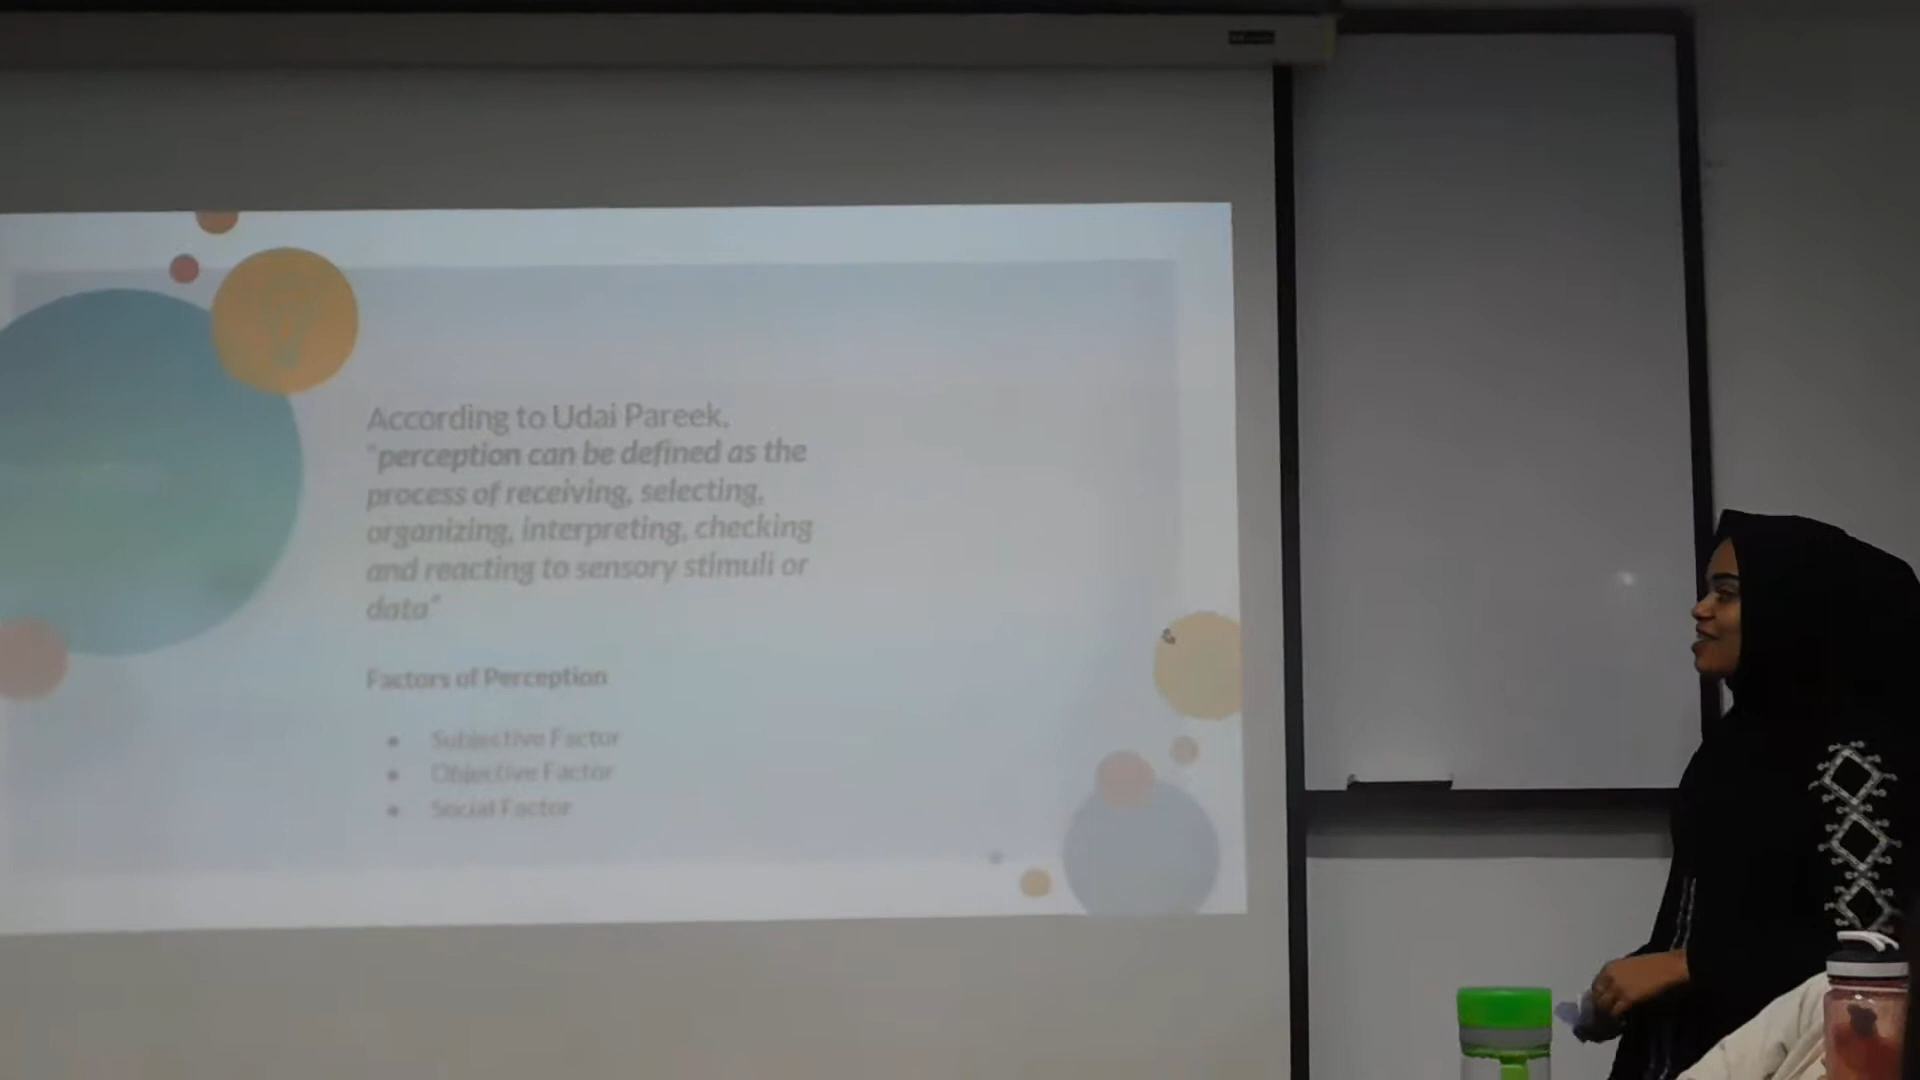 According to Udai Pareek,
"perception can be defined as the
process of receiving, selecting,
organizing, interpreting, checking
and reacting to sensory stimuli or
data"
Factors of Perception
• Subjective Factor
• Objective Factor
• Social Factor